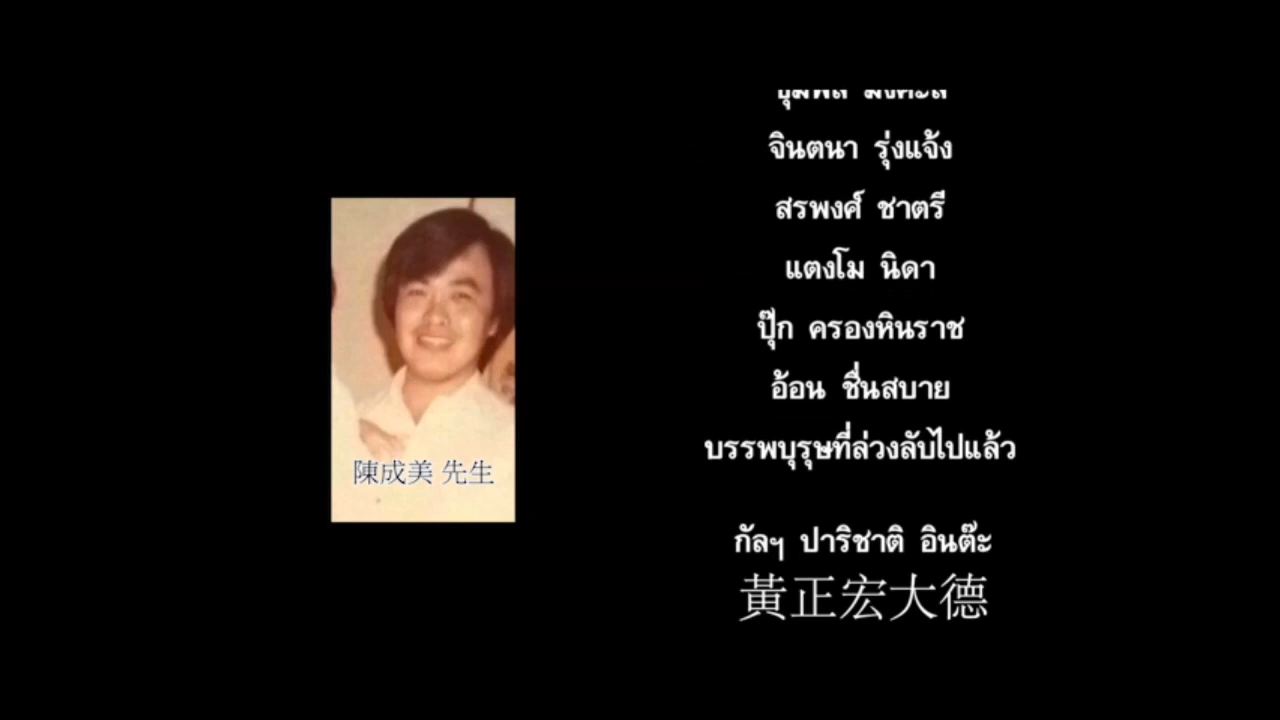 จินตนา รุ่งแจ้ง
สรพงศ์ ชาตรี
แตงโม นิดา
ปุ๊ก ครองหินราช
อ้อน ชื่นสบาย
บรรพบุรุษที่ล่วงลับไปแล้ว
กัลฯ ปาริชาติ อินต๊ะ
黃正宏大德
陳成美 先生